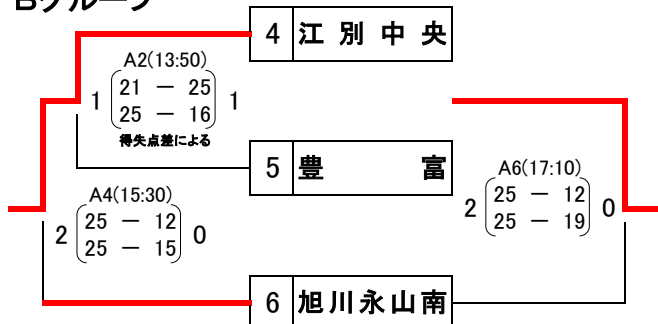 Bグループ
4 江別中央
A2(13:50)
1 21 － 25 1
25 － 16
得失点差による
5 豊富
A6(17:10)
2 25 － 12 0
25 － 19
A4(15:30)
2 25 － 12 0
25 － 15
6 旭川永山南